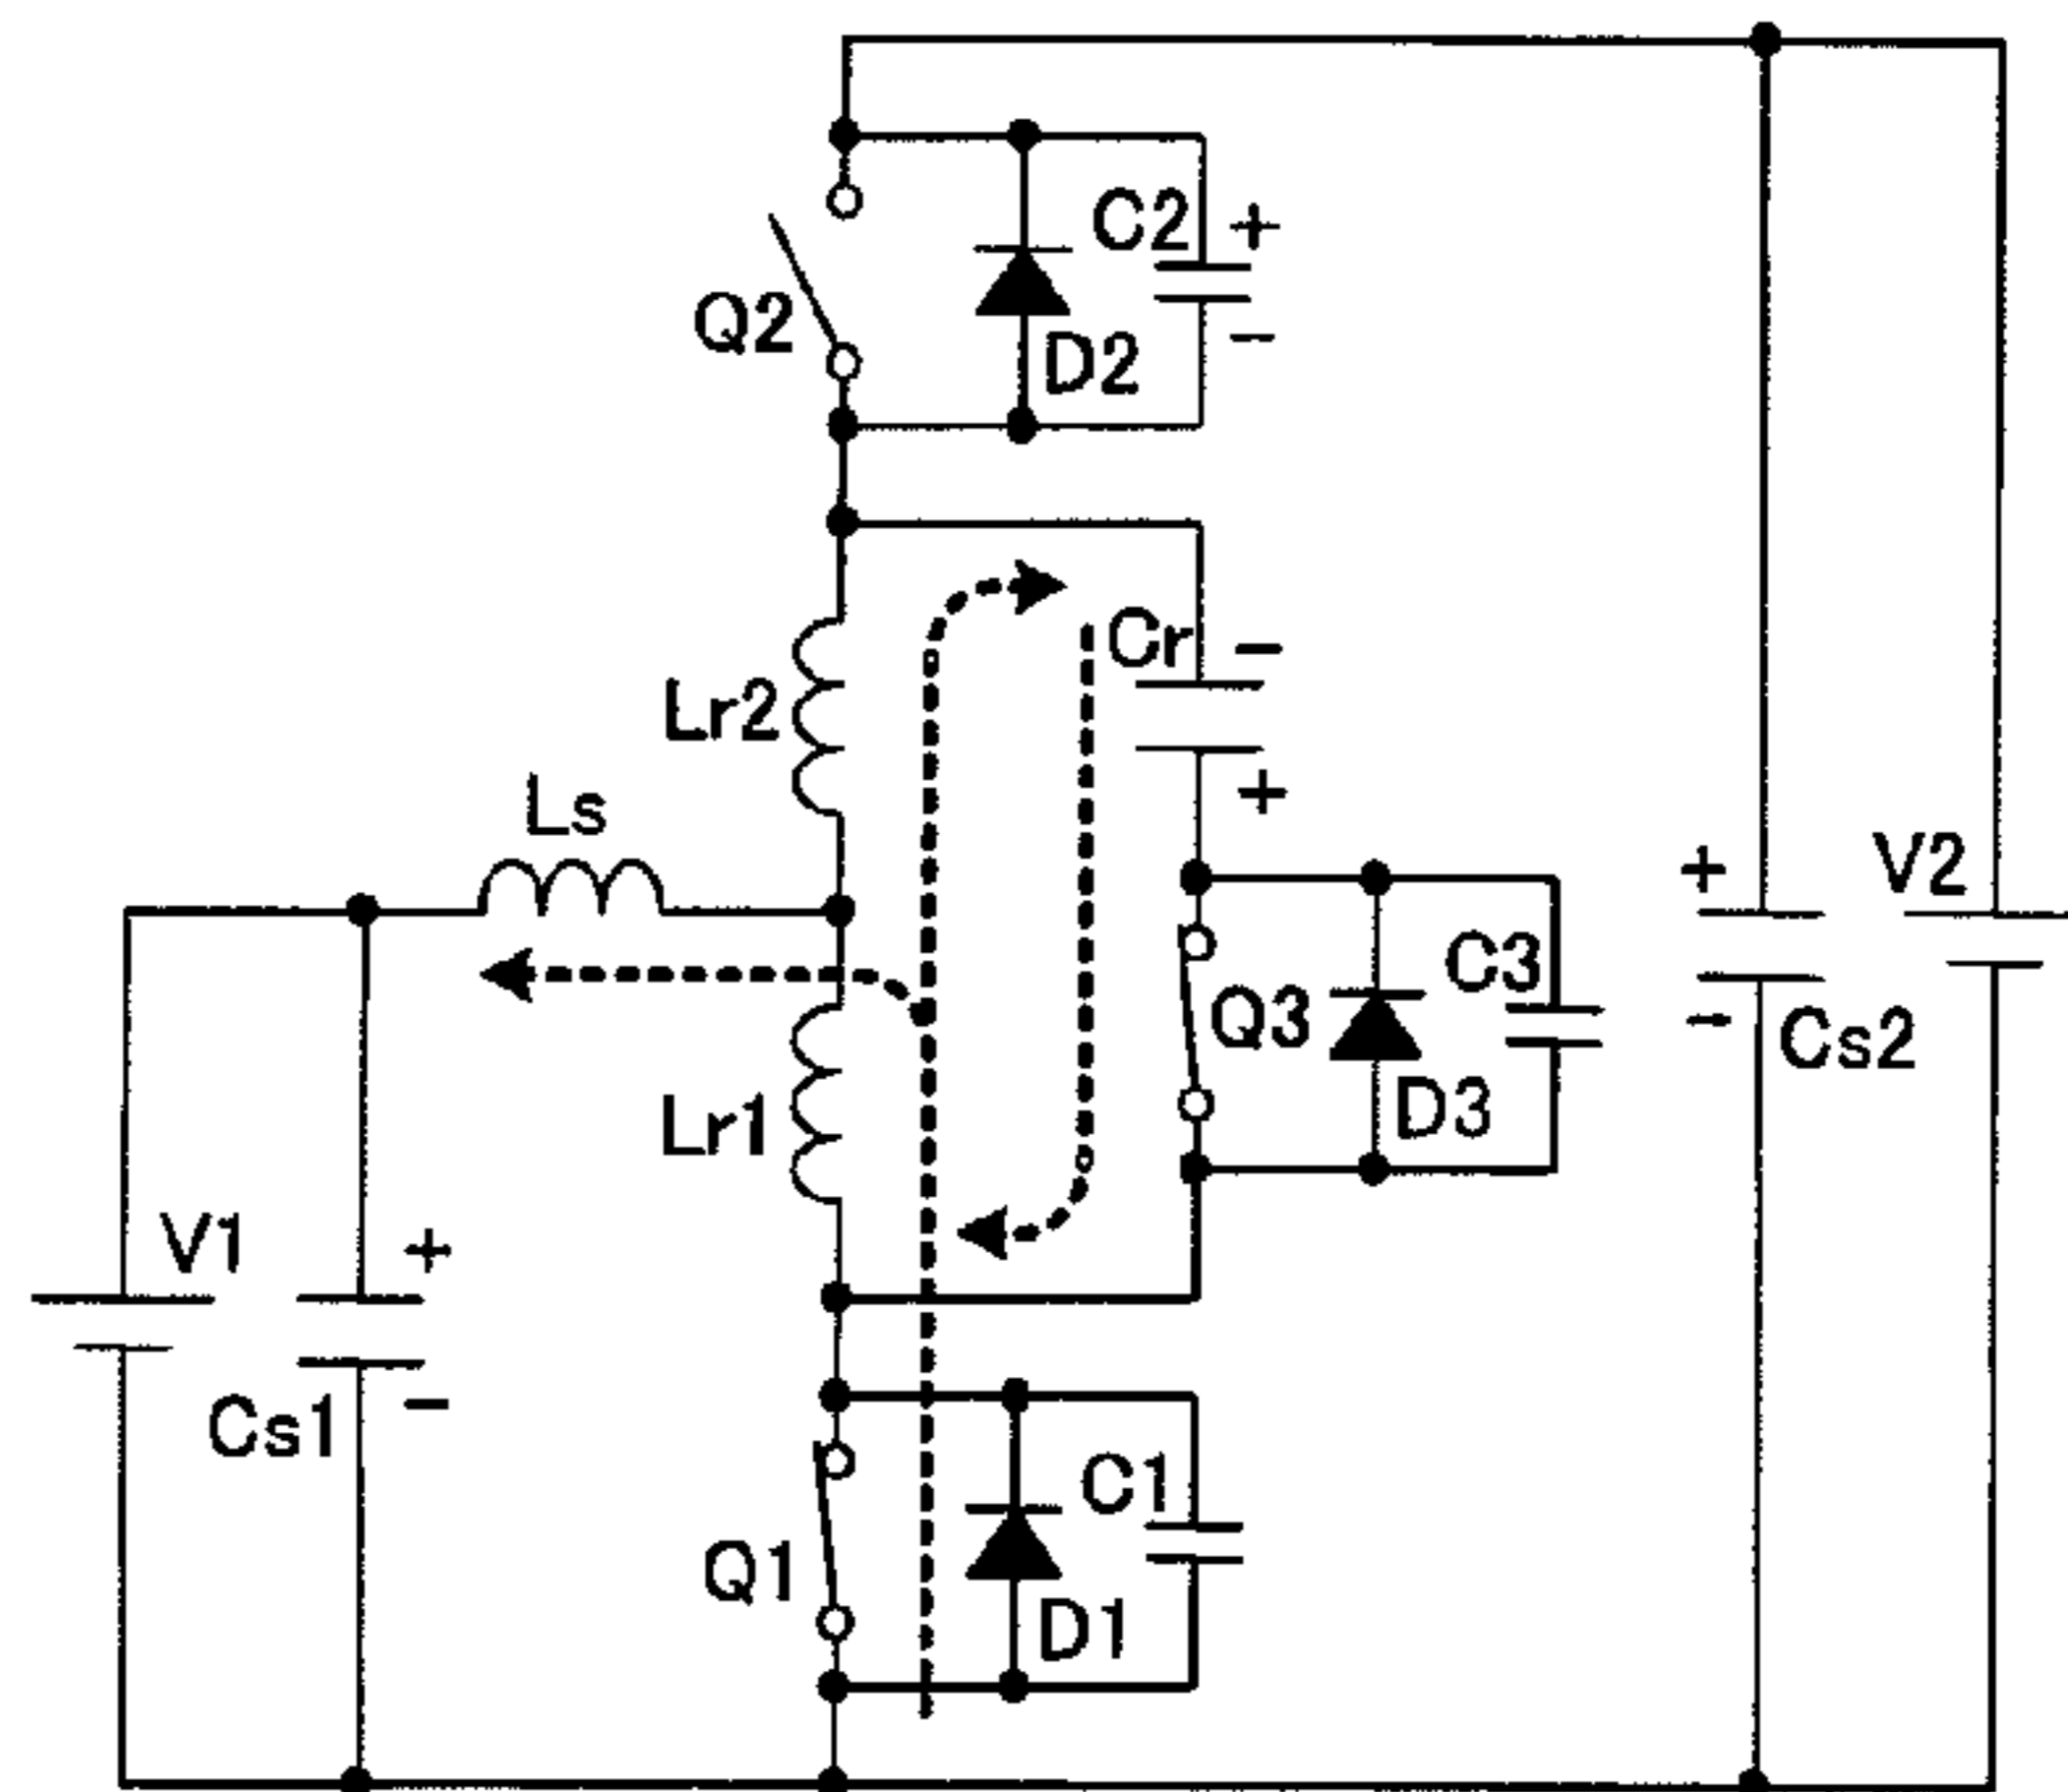 C2 +
Q2
D2 −
Cr −
Lr2
Ls
+
+ V2
C3
Q3
− Cs2
D3
Lr1
V1 +
Cs1 −
C1
Q1
D1